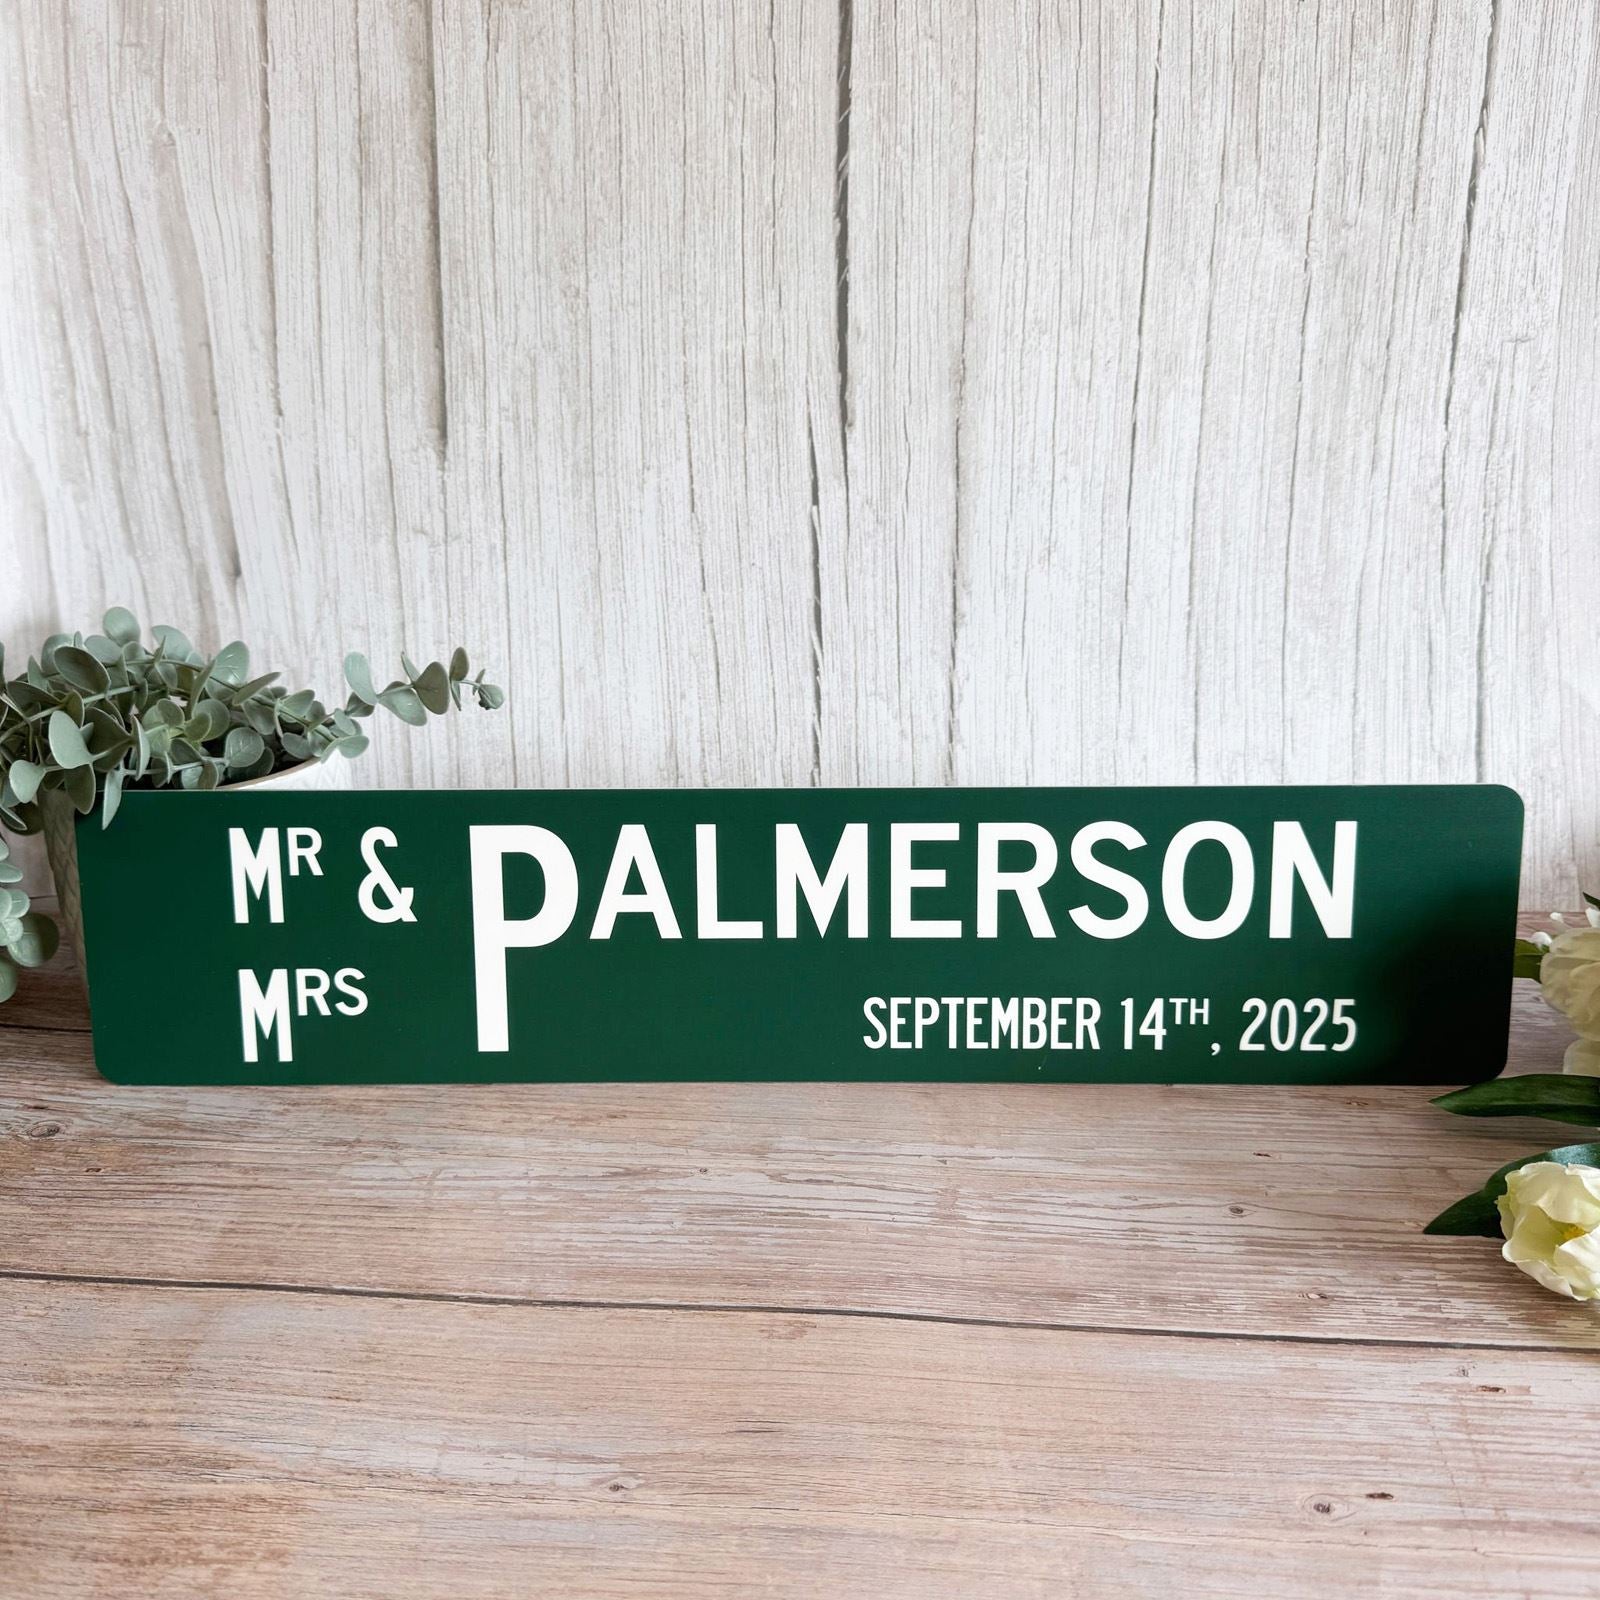 Mr & PALMERSON
Mrs
SEPTEMBER 14TH, 2025